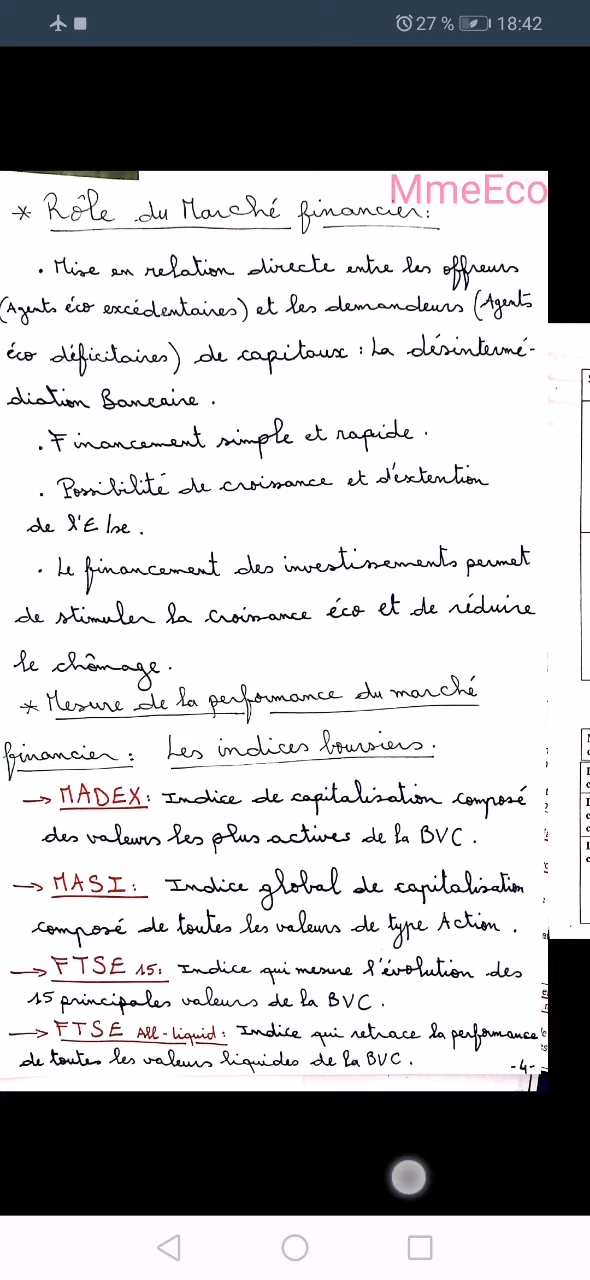 27 % 18:42
MmeEco
* Rôle du Marché financier:
. Mise en relation directe entre les offreurs
(Agents éco excédentaires) et les demandeurs (Agents
éco déficitaires) de capitaux : La désintermé-
diation Bancaire.
. Financement simple et rapide.
. Possibilité de croissance et d'extention
de l'E/se.
. Le financement des investissements permet
de stimuler la croissance éco et de réduire
le chômage.
* Mesure de la performance du marché
financier: Les indices boursiers.
→ MADEX: Indice de capitalisation composé
des valeurs les plus actives de la BVC.
→ MASI: Indice global de capitalisation
composé de toutes les valeurs de type Action.
→ FTSE 15: Indice qui mesure l'évolution des
15 principales valeurs de la BVC.
→ FTSE All-liquid: Indice qui retrace la performance
de toutes les valeurs liquides de la BVC.
-4-